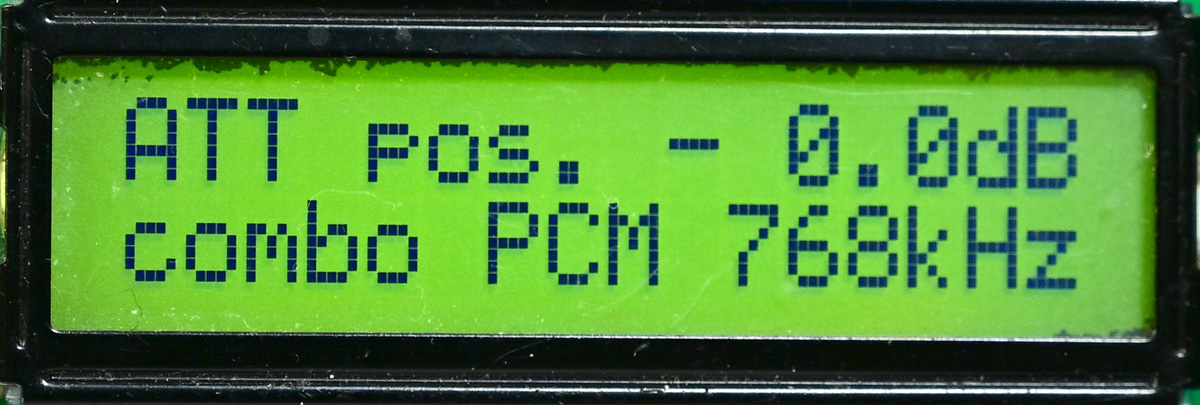 ATT pos. - 0.0dB
combo PCM 768kHz